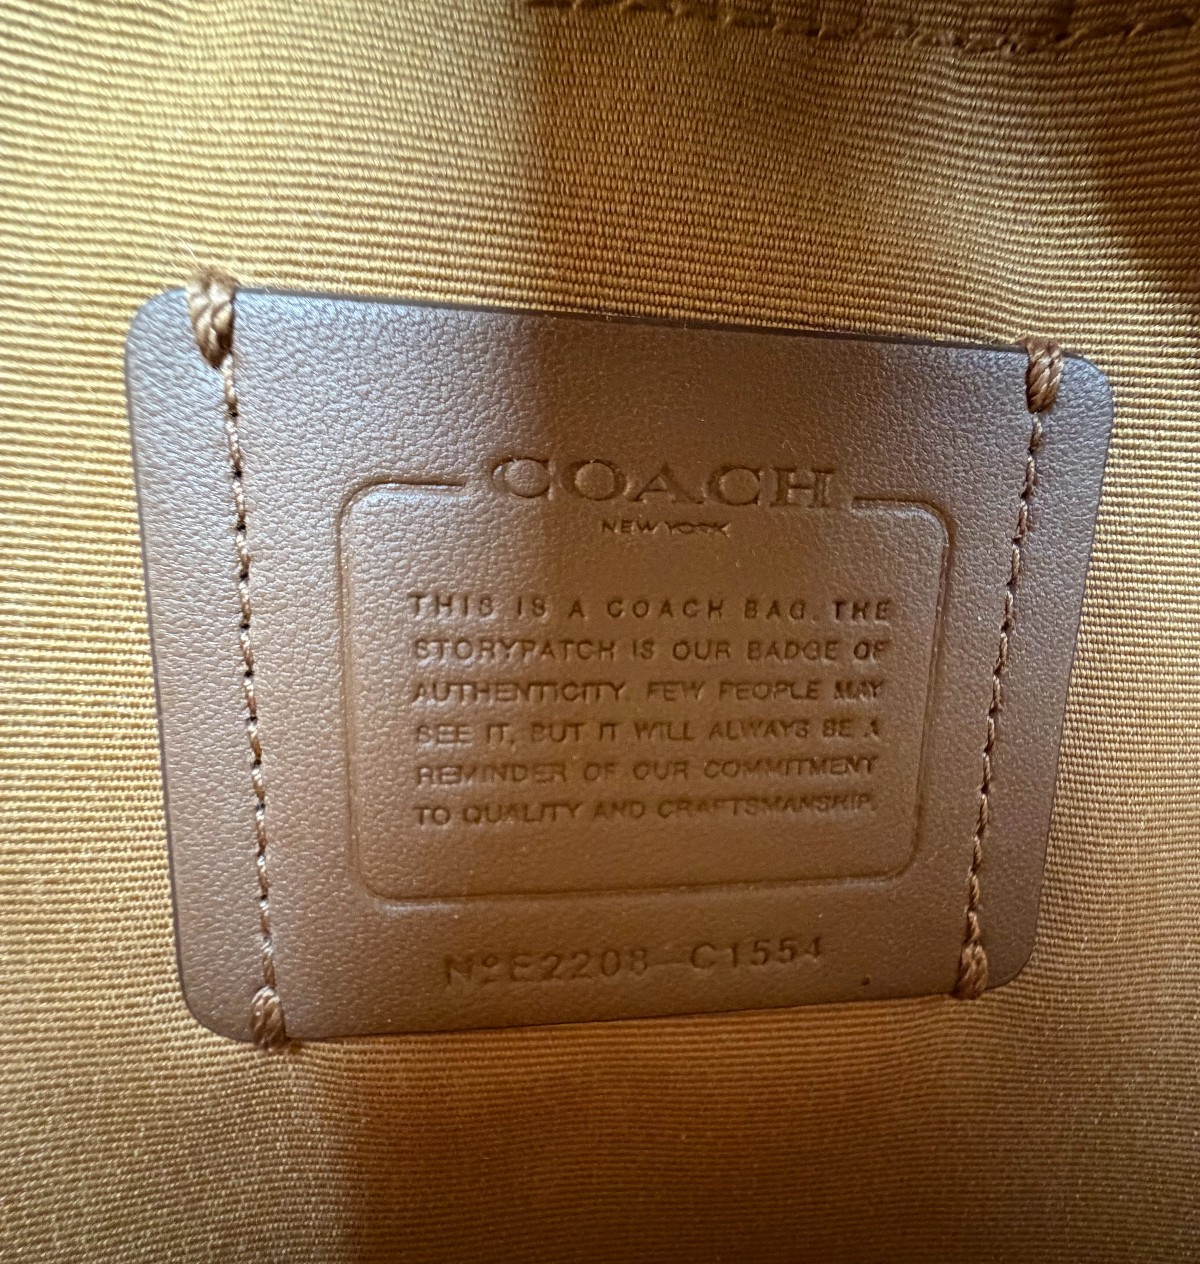 COACH
NEW YORK
THIS IS A COACH BAG. THE
STORYPATCH IS OUR BADGE OF
AUTHENTICITY. FEW PEOPLE MAY
SEE IT, BUT IT WILL ALWAYS BE A
REMINDER OF OUR COMMITMENT
TO QUALITY AND CRAFTSMANSHIP.
Nº E2208-C1554